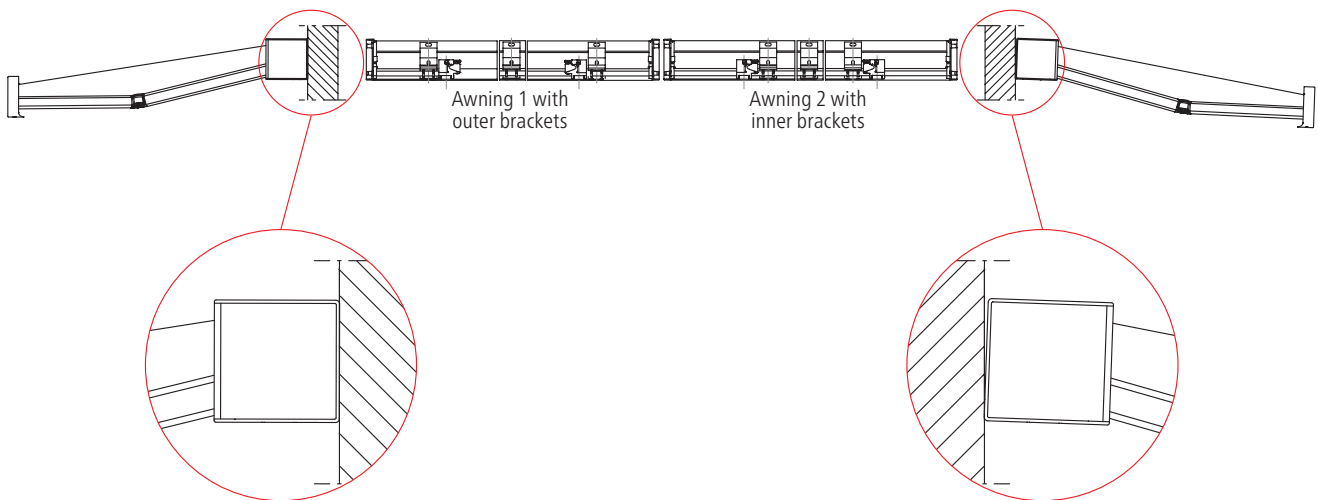 Awning 1 with
outer brackets
Awning 2 with
inner brackets